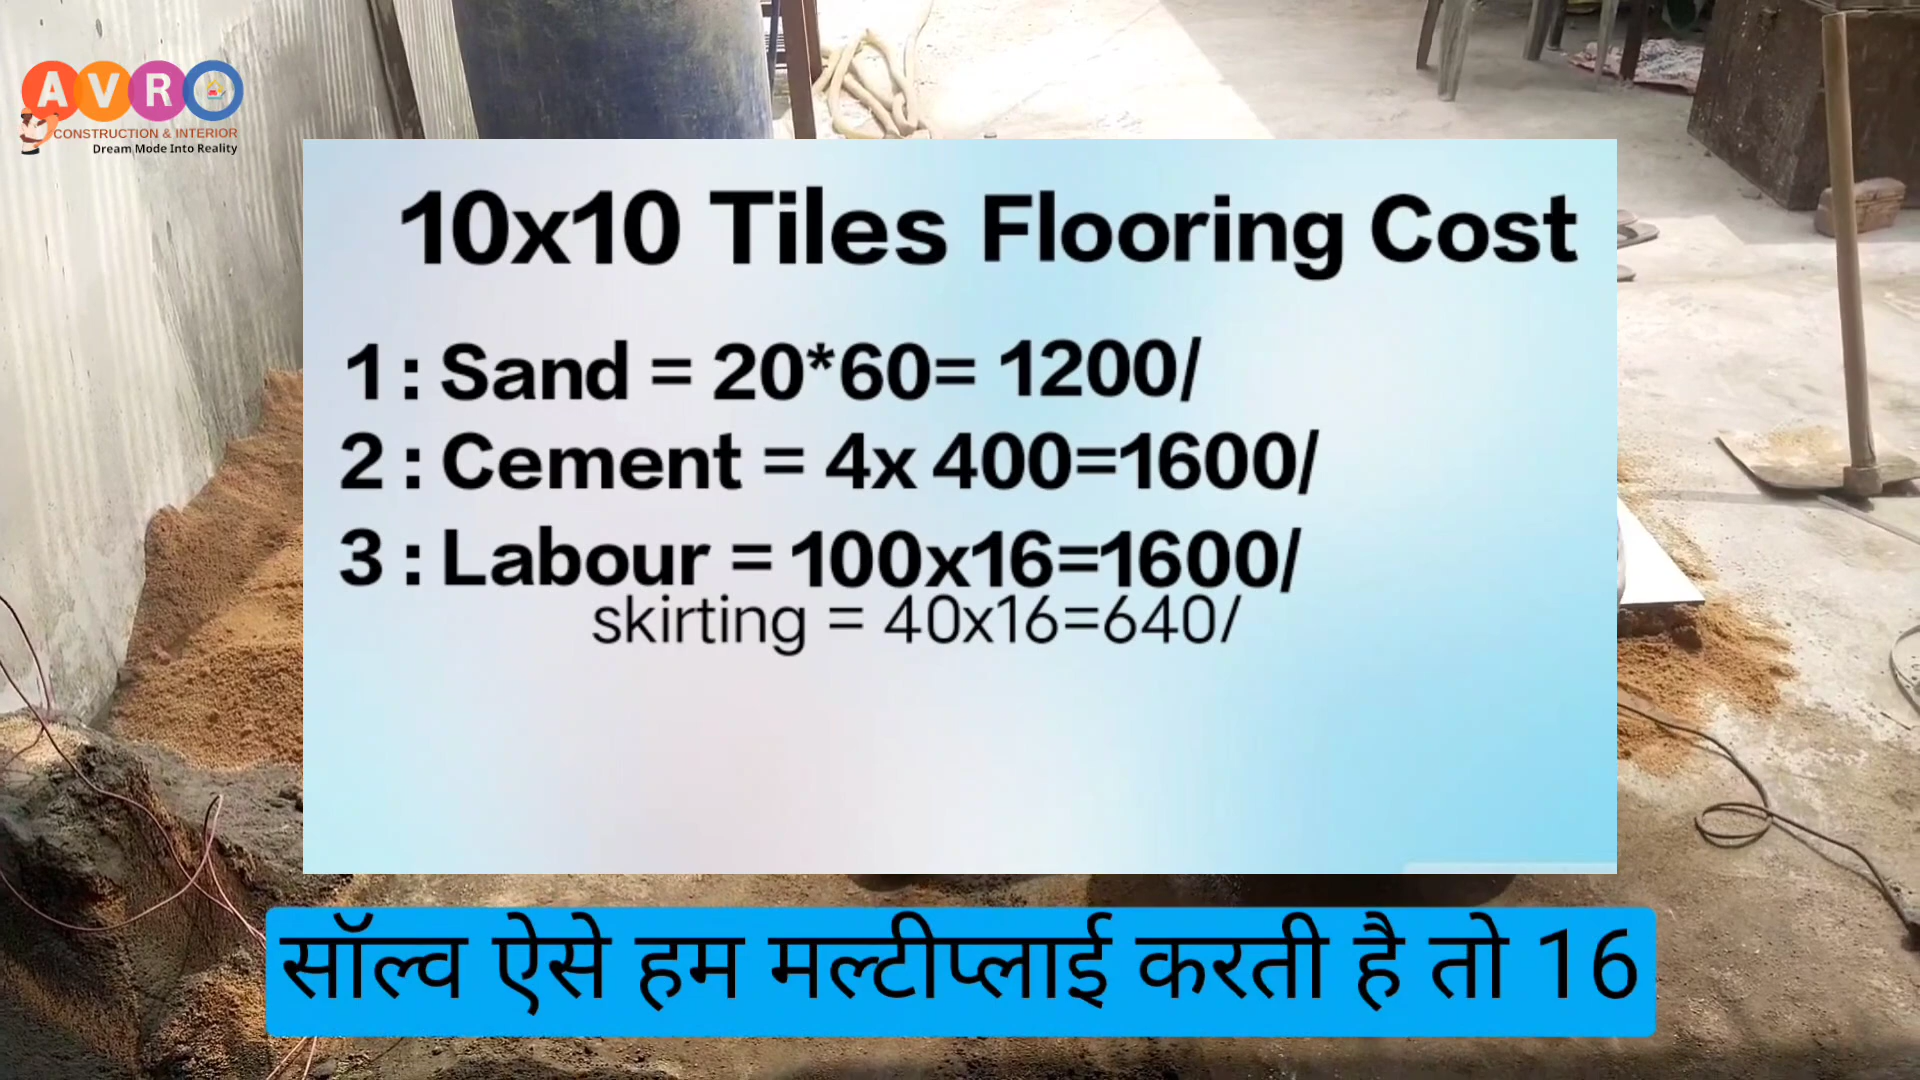 AVRO
CONSTRUCTION & INTERIOR
Dream Mode Into Reality
10x10 Tiles Flooring Cost
1 : Sand = 20*60= 1200/
2 : Cement = 4x 400=1600/
3 : Labour = 100x16=1600/
skirting = 40x16=640/
सॉल्व ऐसे हम मल्टीप्लाई करती है तो 16